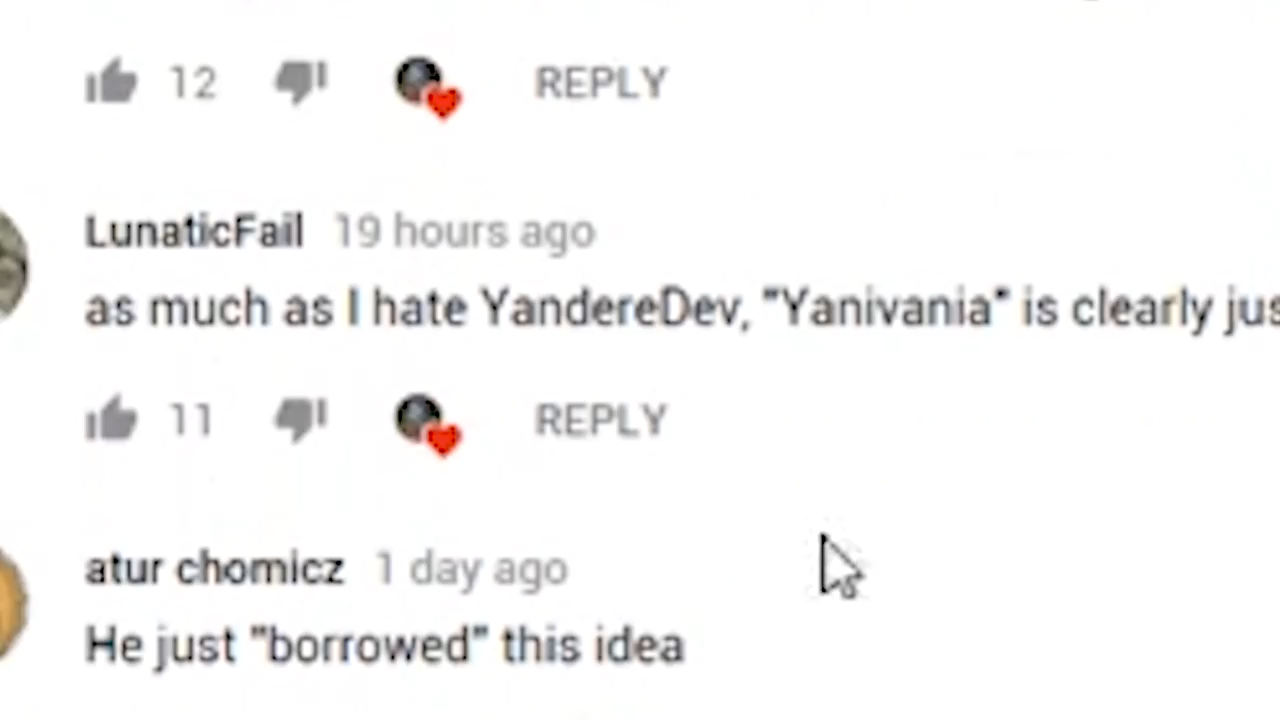 12 REPLY
LunaticFail 19 hours ago
as much as I hate YandereDev, "Yanivania" is clearly jus
11 REPLY
atur chomicz 1 day ago
He just "borrowed" this idea